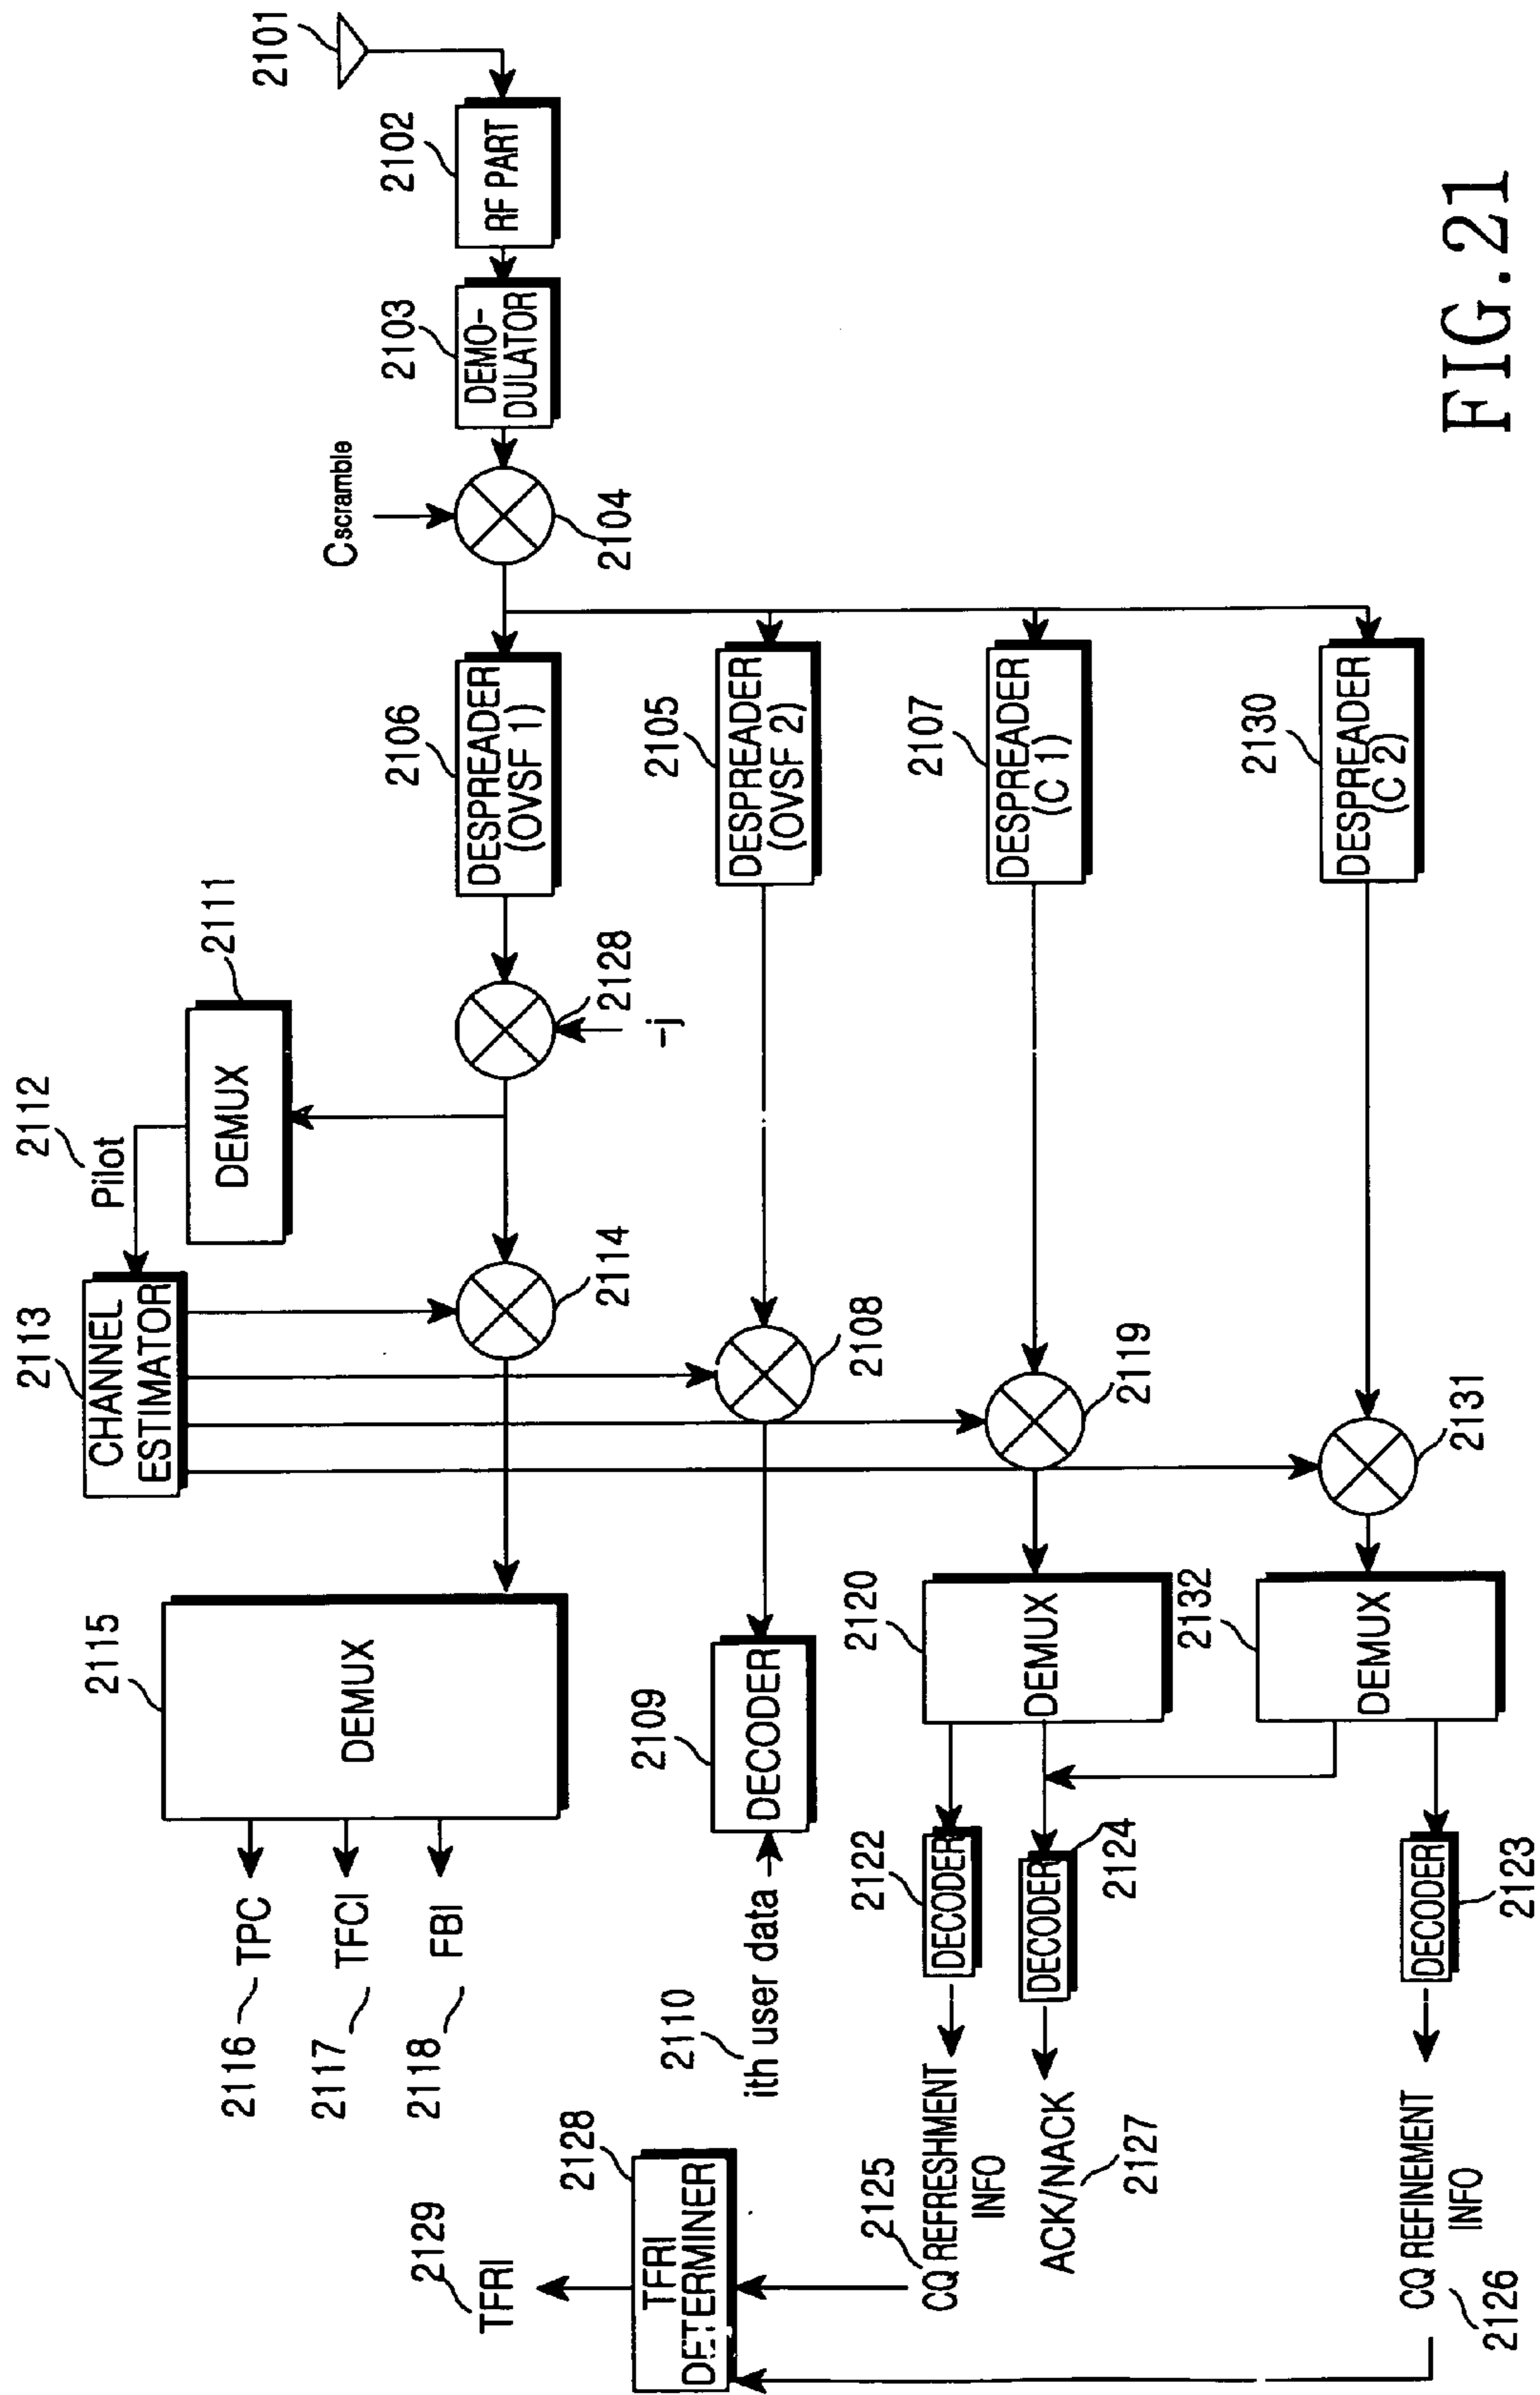 2101
2102
RF PART
2103
DEMO-
DULATOR
Cscramble
2104
2106
DESPREADER
(OVSF 1)
2105
DESPREADER
(OVSF 2)
2107
DESPREADER
(C 1)
2130
DESPREADER
(C 2)
2128
-j
2111
DEMUX
2112
Pilot
2113
CHANNEL
ESTIMATOR
2114
2108
2119
2131
2115
DEMUX
2109
DECODER
2120
DEMUX
2132
DEMUX
2116 TPC
2117 TFCI
2118 FBI
2110
ith user data
2122
DECODER
2124
DECODER
2123
DECODER
2125
CQ REFRESHMENT
INFO
ACK/NACK
2127
CQ REFINEMENT
INFO
2126
2128
TFRI
DETERMINER
2129
TFRI
FIG.21